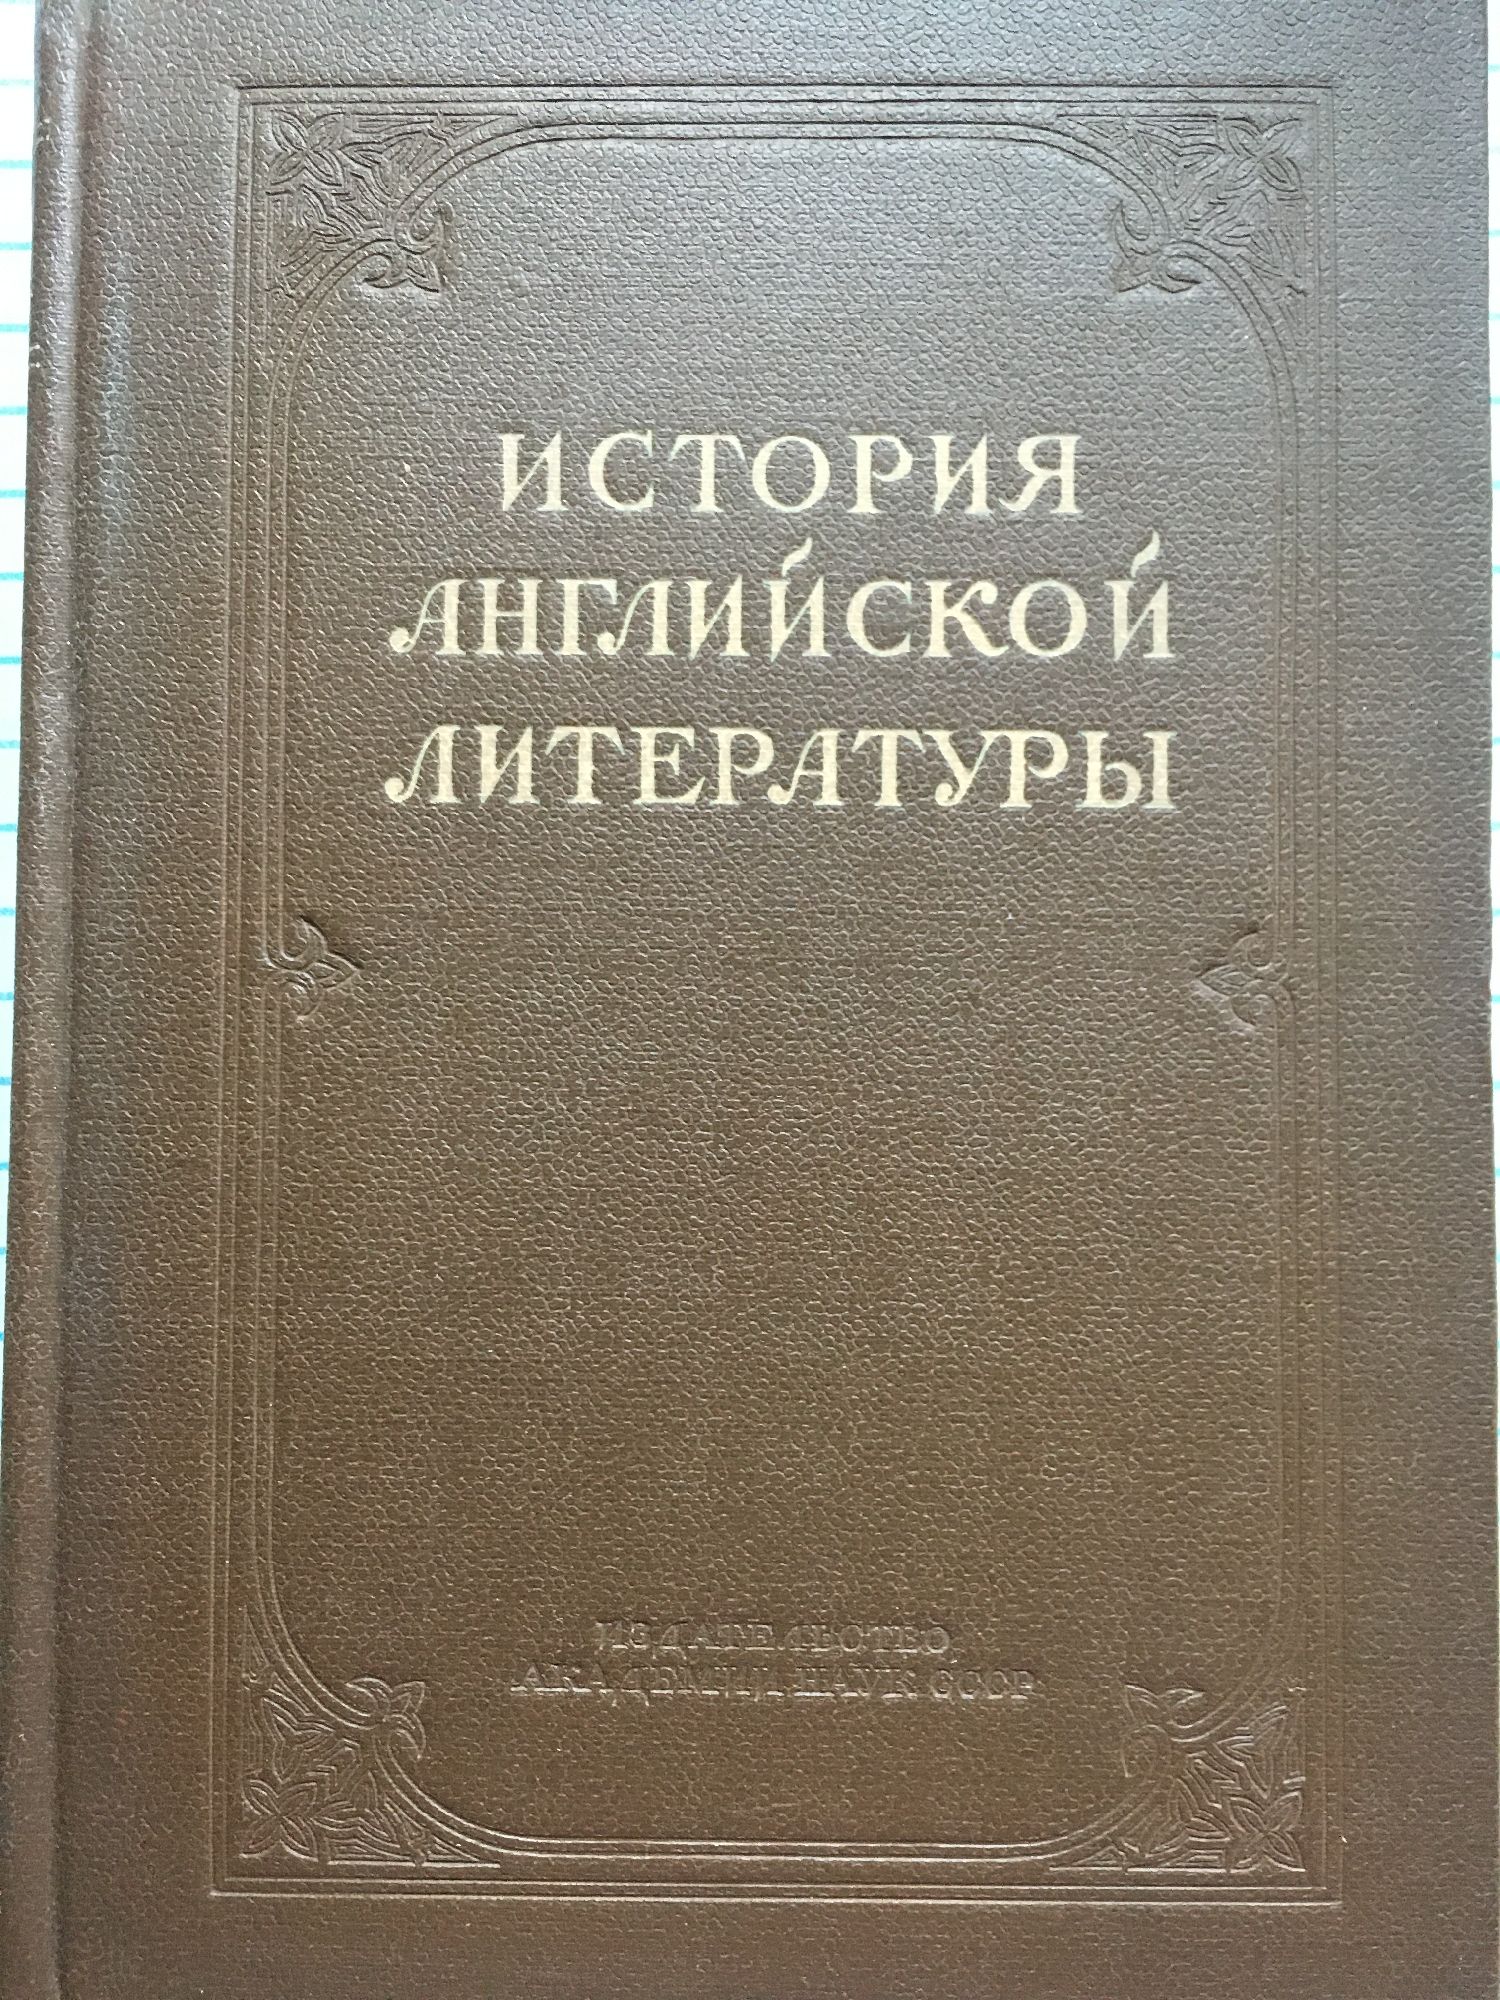 ИСТОРИЯ
АНГЛИЙСКОЙ
ЛИТЕРАТУРЫ
ИЗДАТЕЛЬСТВО
АКАДЕМИИ НАУК СССР